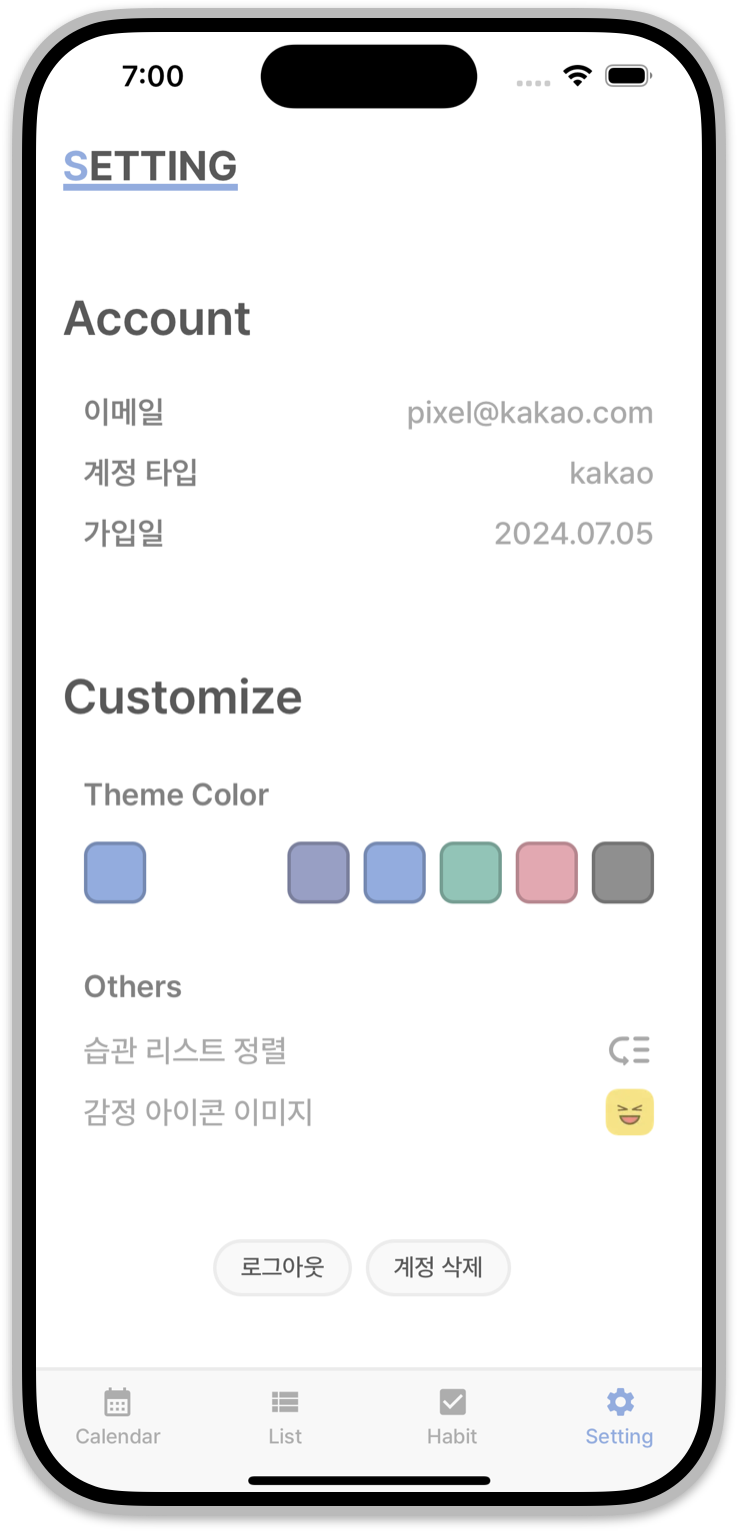 7:00
SETTING
Account
이메일 pixel@kakao.com
계정 타입 kakao
가입일 2024.07.05
Customize
Theme Color
Others
습관 리스트 정렬
감정 아이콘 이미지
로그아웃 계정 삭제
Calendar List Habit Setting